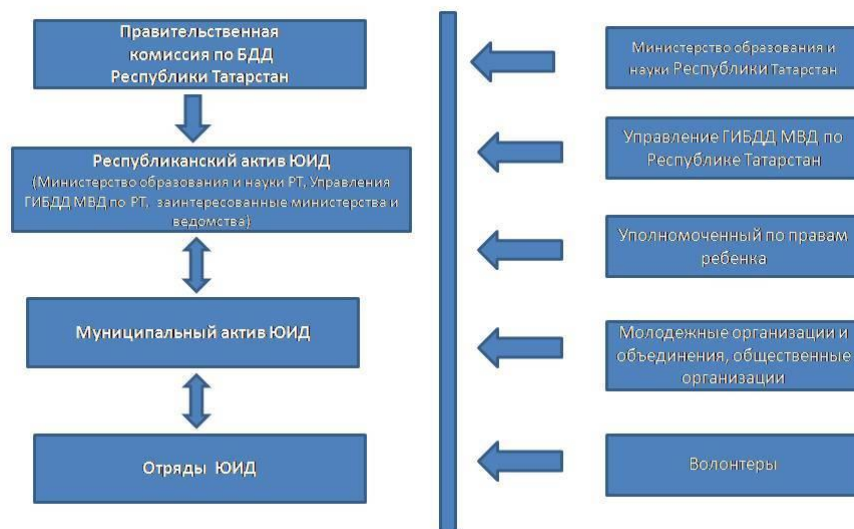 Правительственная
комиссия по БДД
Республики Татарстан
Республиканский актив ЮИД
(Министерство образования и науки РТ, Управления
ГИБДД МВД по РТ, заинтересованные министерства и
ведомства)
Муниципальный актив ЮИД
Отряды ЮИД
Министерство образования и
науки Республики Татарстан
Управление ГИБДД МВД по
Республике Татарстан
Уполномоченный по правам
ребенка
Молодежные организации и
объединения, общественные
организации
Волонтеры